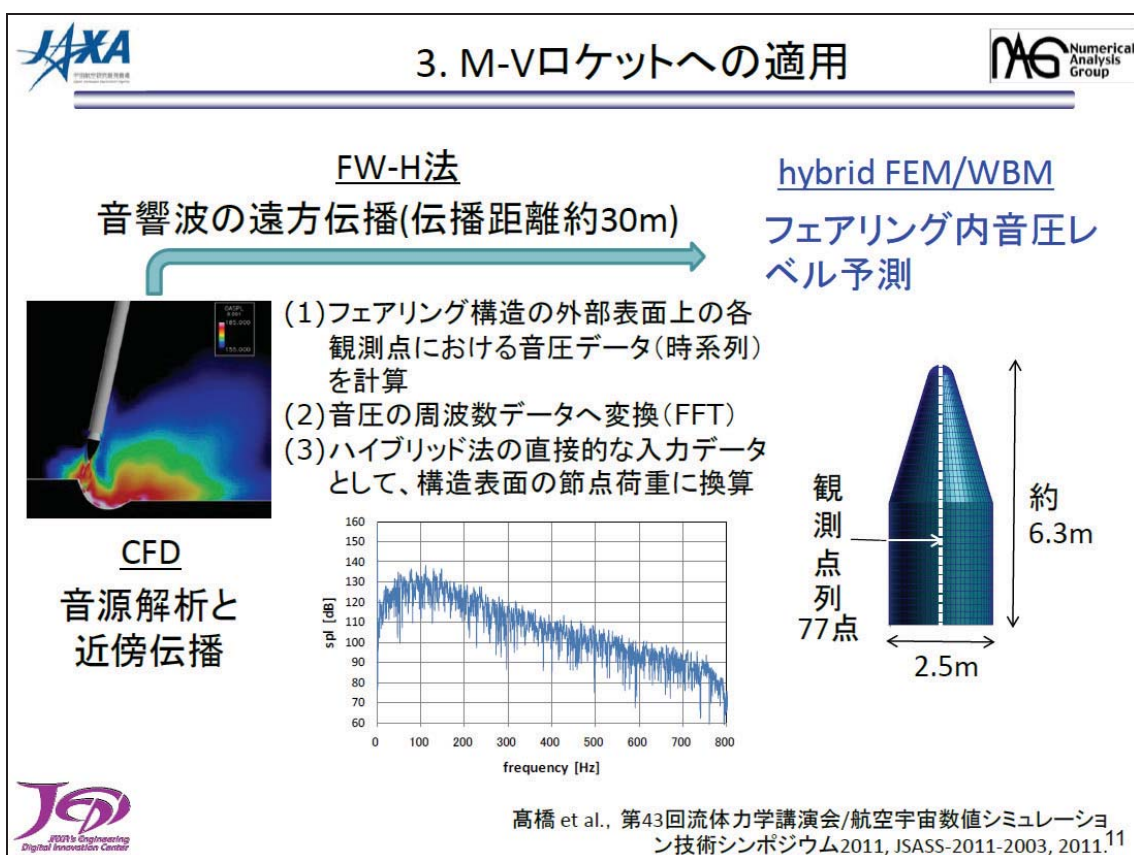 JAXA
3. M-Vロケットへの適用
NAG Numerical
Analysis
Group
FW-H法
音響波の遠方伝播(伝播距離約30m)
hybrid FEM/WBM
フェアリング内音圧レ
ベル予測
OASPL
185.000
155.000
CFD
音源解析と
近傍伝播
(1)フェアリング構造の外部表面上の各
観測点における音圧データ(時系列)
を計算
(2)音圧の周波数データへ変換(FFT)
(3)ハイブリッド法の直接的な入力データ
として、構造表面の節点荷重に換算
160
150
140
130
120
110
100
90
80
70
60
spl [dB]
0 100 200 300 400 500 600 700 800
frequency [Hz]
観測点列
77点
約
6.3m
2.5m
JEDI
JAXA's Engineering
Digital Innovation Center
髙橋 et al., 第43回流体力学講演会/航空宇宙数値シミュレーショ
ン技術シンポジウム2011, JSASS-2011-2003, 2011.
11